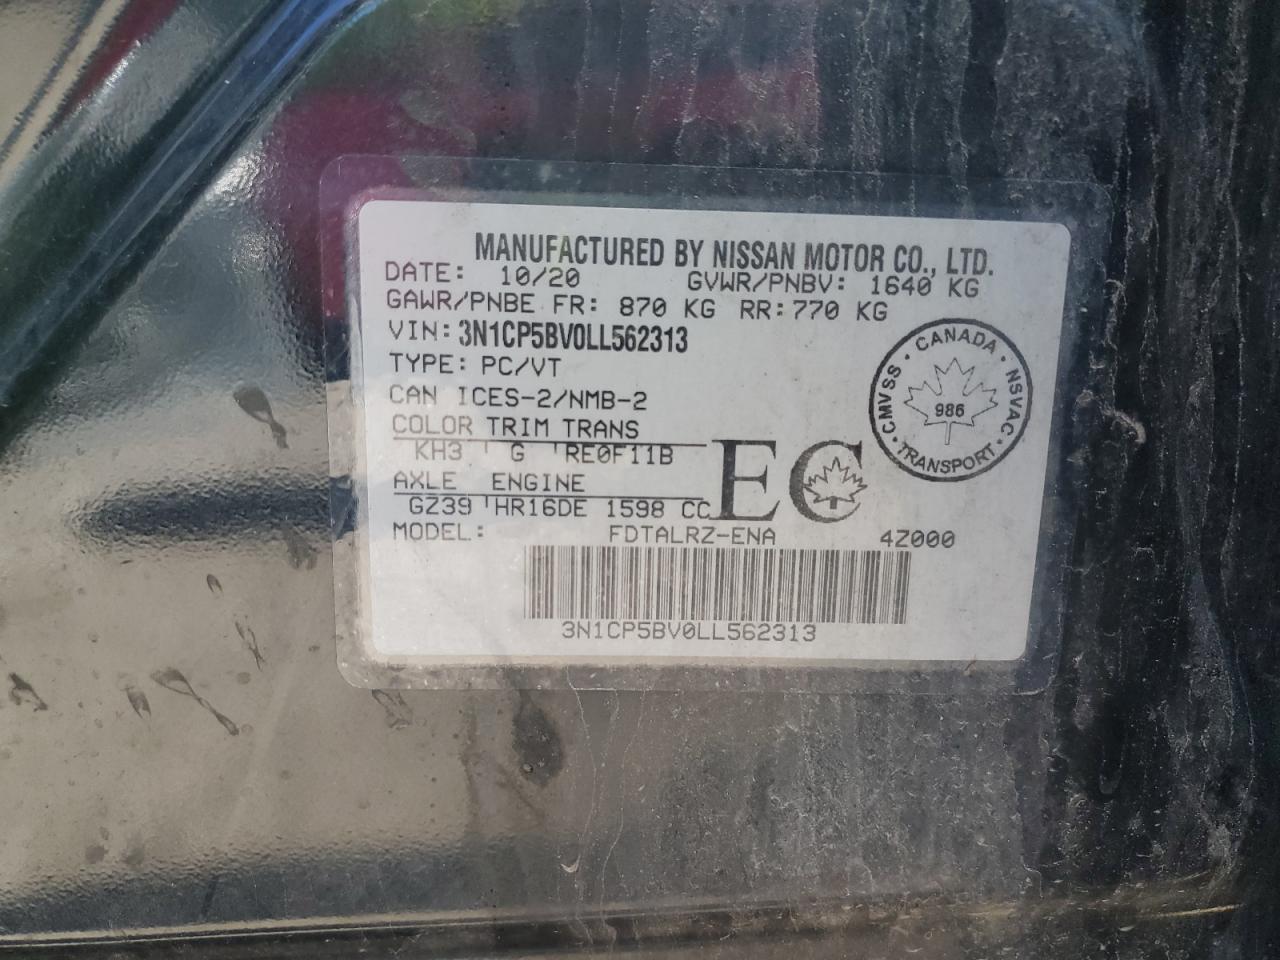 MANUFACTURED BY NISSAN MOTOR CO., LTD.
DATE: 10/20 GVWR/PNBV: 1640 KG
GAWR/PNBE FR: 870 KG RR: 770 KG
VIN: 3N1CP5BV0LL562313
TYPE: PC/VT
CAN ICES-2/NMB-2
COLOR TRIM TRANS
KH3 G RE0F11B
AXLE ENGINE
GZ39 HR16DE 1598 CC
MODEL: FDTALRZ-ENA 4Z000
3N1CP5BV0LL562313
EC
CMVSS · CANADA · NSVAC · TRANSPORT ·
986